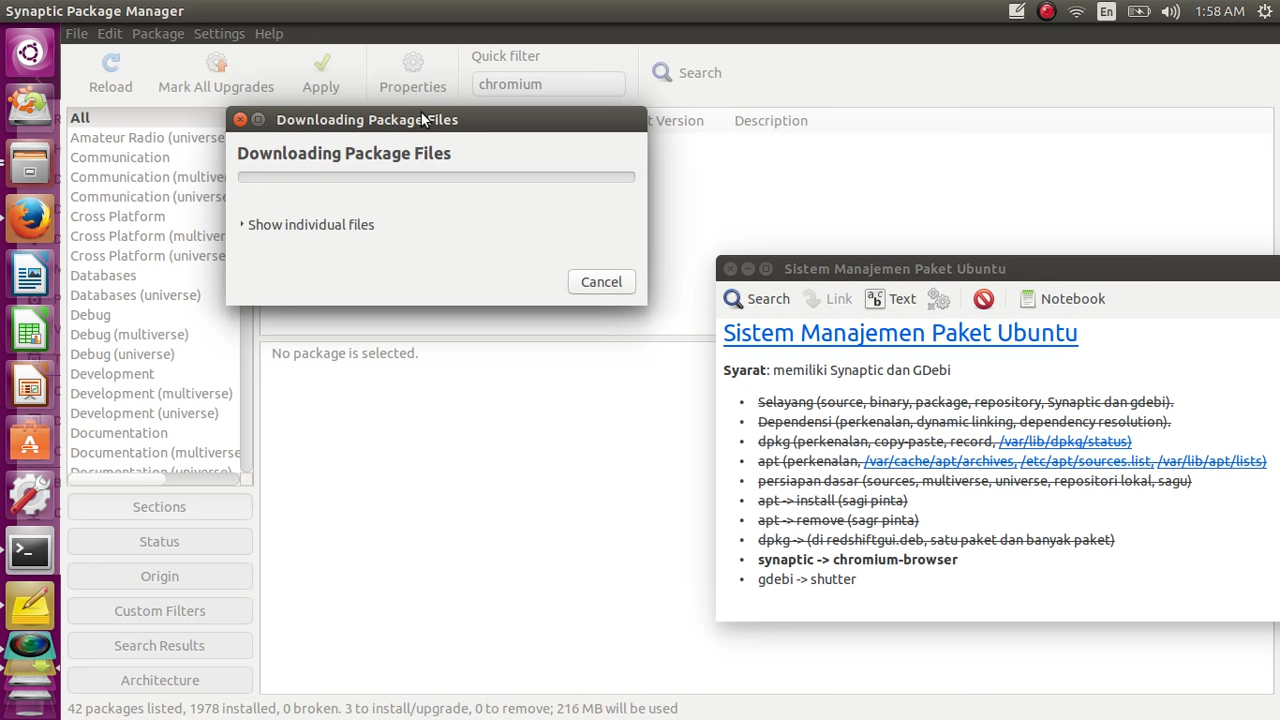 Synaptic Package Manager
En
1:58 AM
File Edit Package Settings Help
Reload
Mark All Upgrades
Apply
Properties
Quick filter
chromium
Search
All
Amateur Radio (universe
Communication
Communication (multive
Communication (universe
Cross Platform
Cross Platform (multiver
Cross Platform (universe
Databases
Databases (universe)
Debug
Debug (multiverse)
Debug (universe)
Development
Development (multiverse)
Development (universe)
Documentation
Documentation (multiverse
Documentation (universe)
Sections
Status
Origin
Custom Filters
Search Results
Architecture
t Version
Description
Downloading Package Files
Downloading Package Files
Show individual files
Cancel
No package is selected.
Sistem Manajemen Paket Ubuntu
Search Link Text Notebook
Sistem Manajemen Paket Ubuntu
Syarat: memiliki Synaptic dan GDebi
• Selayang (source, binary, package, repository, Synaptic dan gdebi).
• Dependensi (perkenalan, dynamic linking, dependency resolution).
• dpkg (perkenalan, copy-paste, record, /var/lib/dpkg/status)
• apt (perkenalan, /var/cache/apt/archives, /etc/apt/sources.list, /var/lib/apt/lists)
• persiapan dasar (sources, multiverse, universe, repositori lokal, sagu)
• apt -> install (sagi pinta)
• apt -> remove (sagr pinta)
• dpkg -> (di redshiftgui.deb, satu paket dan banyak paket)
• synaptic -> chromium-browser
• gdebi -> shutter
42 packages listed, 1978 installed, 0 broken. 3 to install/upgrade, 0 to remove; 216 MB will be used